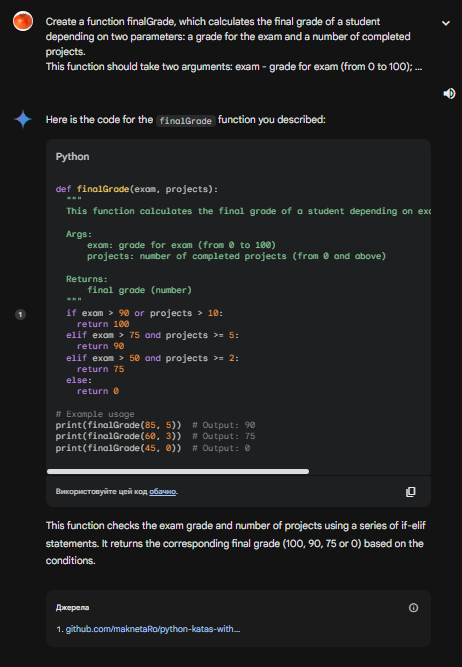 Create a function finalGrade, which calculates the final grade of a student
depending on two parameters: a grade for the exam and a number of completed
projects.
This function should take two arguments: exam - grade for exam (from 0 to 100); ...
Here is the code for the finalGrade function you described:
Python
def finalGrade(exam, projects):
"""
This function calculates the final grade of a student depending on exa
Args:
exam: grade for exam (from 0 to 100)
projects: number of completed projects (from 0 and above)
Returns:
final grade (number)
"""
if exam > 90 or projects > 10:
return 100
elif exam > 75 and projects >= 5:
return 90
elif exam > 50 and projects >= 2:
return 75
else:
return 0
# Example usage
print(finalGrade(85, 5))  # Output: 90
print(finalGrade(60, 3))  # Output: 75
print(finalGrade(45, 0))  # Output: 0
1
Використовуйте цей код обачно.
This function checks the exam grade and number of projects using a series of if-elif
statements. It returns the corresponding final grade (100, 90, 75 or 0) based on the
conditions.
Джерела
1. github.com/maknetaRo/python-katas-with...